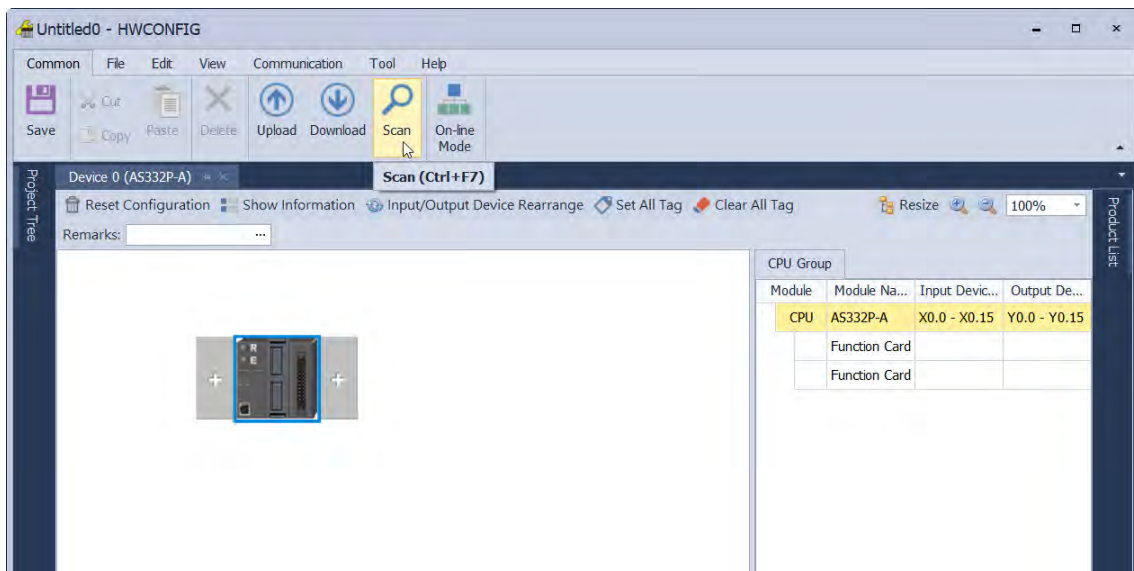 Untitled0 - HWCONFIG
Common File Edit View Communication Tool Help
Save Cut Copy Paste Delete Upload Download Scan On-line Mode
Scan (Ctrl+F7)
Project Tree
Device 0 (AS332P-A)
Reset Configuration Show Information Input/Output Device Rearrange Set All Tag Clear All Tag Resize 100%
Remarks: ...
Product List
CPU Group
Module Module Na... Input Devic... Output De...
CPU AS332P-A X0.0 - X0.15 Y0.0 - Y0.15
Function Card
Function Card
R
E